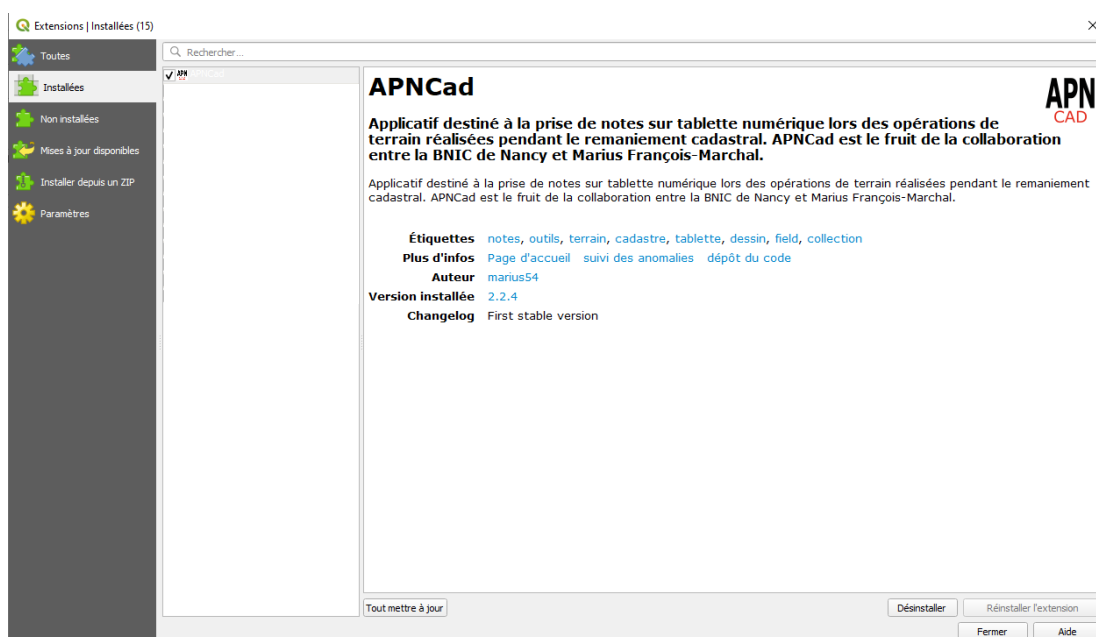 Extensions | Installées (15)
Toutes
Installées
Non installées
Mises à jour disponibles
Installer depuis un ZIP
Paramètres
Rechercher...
APN
APNCad
APNCad
APN
CAD
Applicatif destiné à la prise de notes sur tablette numérique lors des opérations de
terrain réalisées pendant le remaniement cadastral. APNCad est le fruit de la collaboration
entre la BNIC de Nancy et Marius François-Marchal.
Applicatif destiné à la prise de notes sur tablette numérique lors des opérations de terrain réalisées pendant le remaniement
cadastral. APNCad est le fruit de la collaboration entre la BNIC de Nancy et Marius François-Marchal.
Étiquettes notes, outils, terrain, cadastre, tablette, dessin, field, collection
Plus d'infos Page d'accueil suivi des anomalies dépôt du code
Auteur marius54
Version installée 2.2.4
Changelog First stable version
Tout mettre à jour
Désinstaller
Réinstaller l'extension
Fermer
Aide